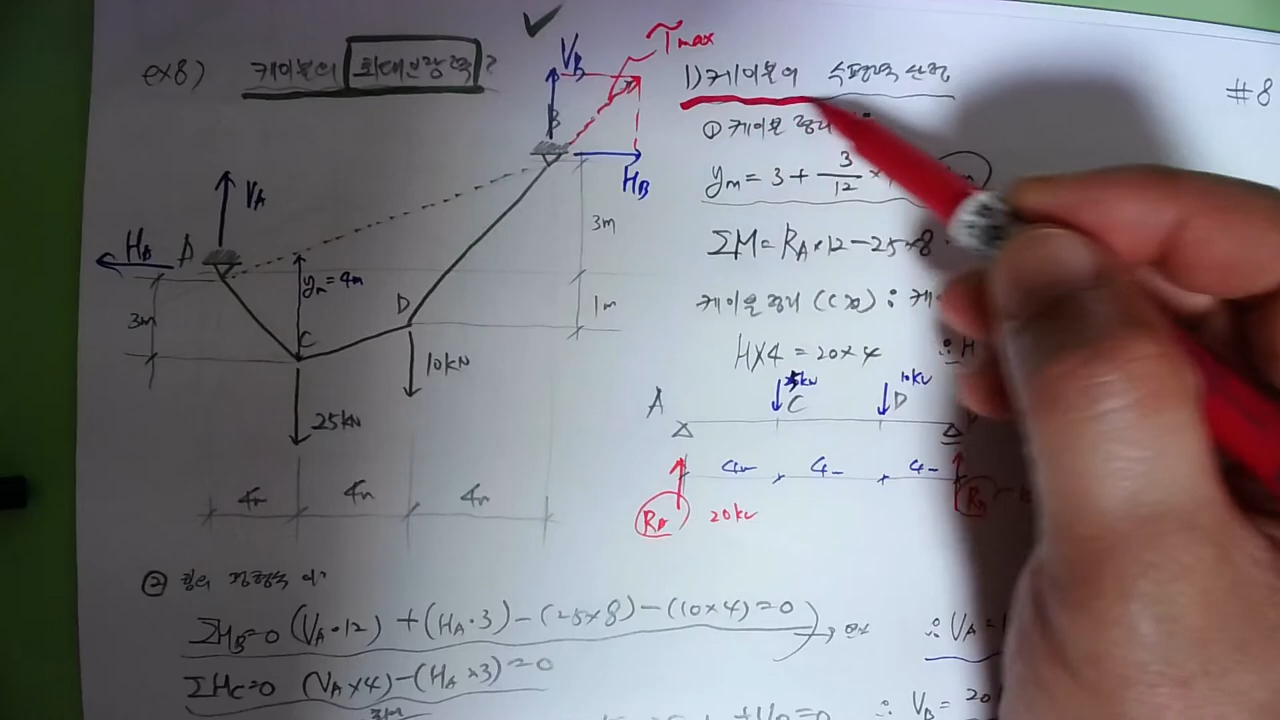 ex8) 케이블의 최대인장력?
#8
1) 케이블의 수평력 산정
① 케이블 정리
ym = 3 + 3/12 ×
ΣM = RA×12 - 25×8
케이블 정리 (C점) : 케
H×4 = 20×4 ∴ H
VB
Tmax
B
HB
VA
HA A
ym = 4m
3m
3m
1m
C
D
10kN
25kN
4m 4m 4m
A
25kN
C
10kN
D
4m 4m 4m
RA 20kN
RB
② 힘의 평형조건
ΣMB=0 (VA·12) + (HA·3) - (25×8) - (10×4) = 0
∴ VA =
ΣMC=0 (VA×4) - (HA×3) = 0
∴ VB = 20